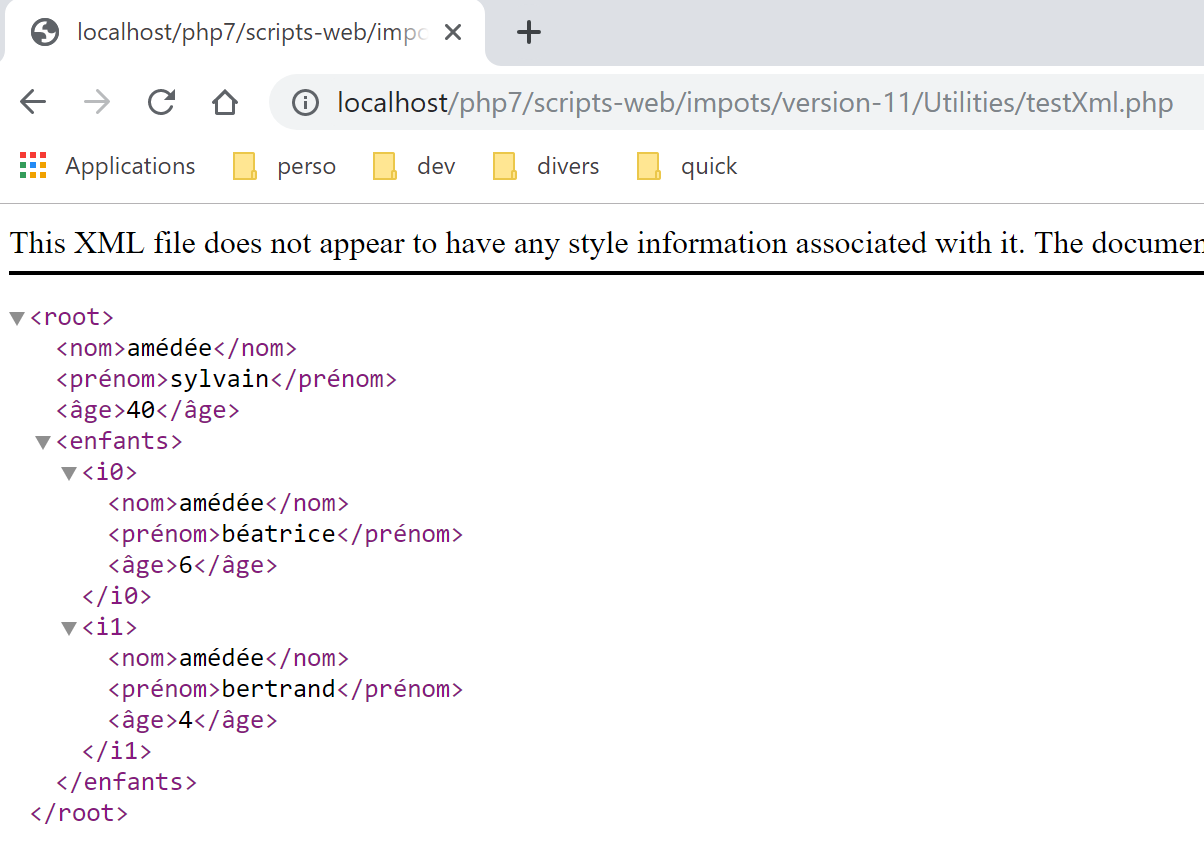 localhost/php7/scripts-web/impo
localhost/php7/scripts-web/impots/version-11/Utilities/testXml.php
Applications perso dev divers quick
This XML file does not appear to have any style information associated with it. The documen
<root>
<nom>amédée</nom>
<prénom>sylvain</prénom>
<âge>40</âge>
<enfants>
<i0>
<nom>amédée</nom>
<prénom>béatrice</prénom>
<âge>6</âge>
</i0>
<i1>
<nom>amédée</nom>
<prénom>bertrand</prénom>
<âge>4</âge>
</i1>
</enfants>
</root>